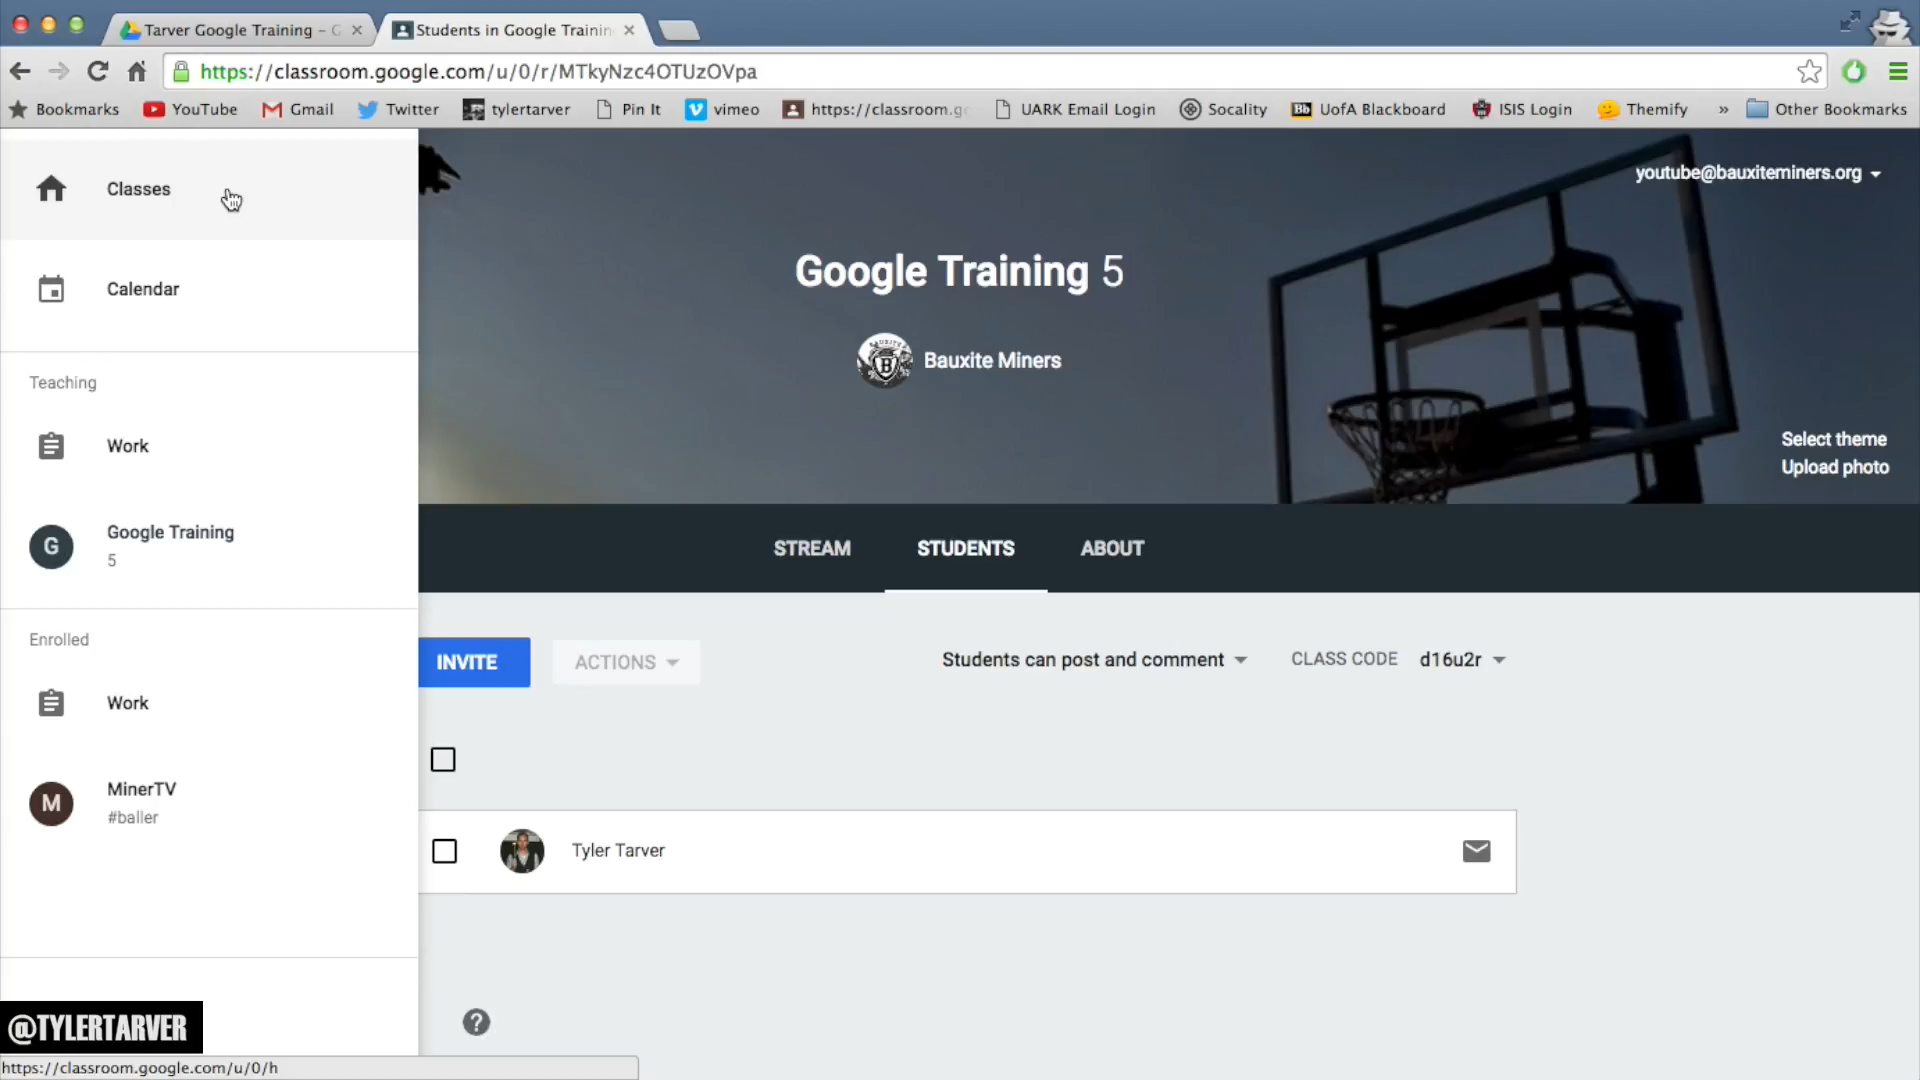 Tarver Google Training – G
Students in Google Trainin
https://classroom.google.com/u/0/r/MTkyNzc4OTUzOVpa
Bookmarks YouTube Gmail Twitter tylertarver Pin It vimeo https://classroom.ge UARK Email Login Socality UofA Blackboard ISIS Login Themify » Other Bookmarks
youtube@bauxiteminers.org
Classes
Calendar
Teaching
Work
G
Google Training
5
Enrolled
Work
M
MinerTV
#baller
Google Training 5
Bauxite Miners
Select theme
Upload photo
STREAM STUDENTS ABOUT
INVITE ACTIONS Students can post and comment CLASS CODE d16u2r
Tyler Tarver
?
@TYLERTARVER
https://classroom.google.com/u/0/h